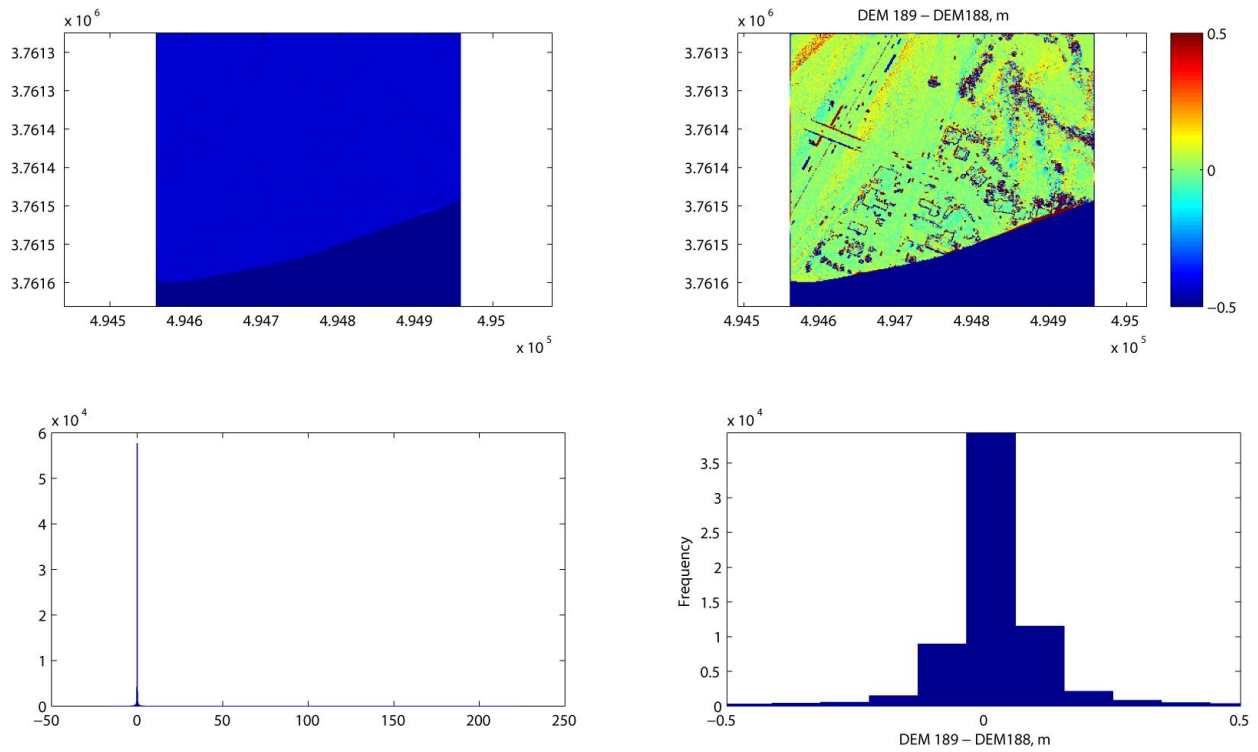 x 10 6
3.7613
3.7613
3.7614
3.7614
3.7615
3.7615
3.7616
4.945 4.946 4.947 4.948 4.949 4.95
x 10 5
DEM 189 – DEM188, m
x 10 6
3.7613
3.7613
3.7614
3.7614
3.7615
3.7615
3.7616
4.945 4.946 4.947 4.948 4.949 4.95
x 10 5
0.5
0
−0.5
x 10 4
6
5
4
3
2
1
0
−50 0 50 100 150 200 250
x 10 4
3.5
3
2.5
2
1.5
1
0.5
0
Frequency
−0.5 0 0.5
DEM 189 – DEM188, m